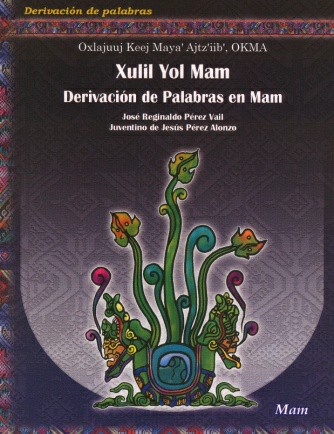 Derivación de palabras
Oxlajuuj Keej Maya' Ajtz'iib', OKMA
Xulil Yol Mam
Derivación de Palabras en Mam
José Reginaldo Pérez Vail
Juventino de Jesús Pérez Alonzo
Mam